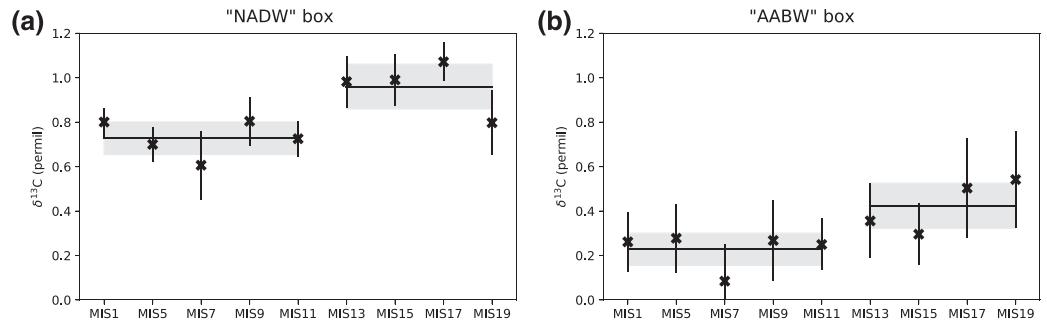 (a)
"NADW" box
δ¹³C (permil)
1.2
1.0
0.8
0.6
0.4
0.2
0.0
MIS1 MIS5 MIS7 MIS9 MIS11 MIS13 MIS15 MIS17 MIS19
(b)
"AABW" box
δ¹³C (permil)
1.2
1.0
0.8
0.6
0.4
0.2
0.0
MIS1 MIS5 MIS7 MIS9 MIS11 MIS13 MIS15 MIS17 MIS19